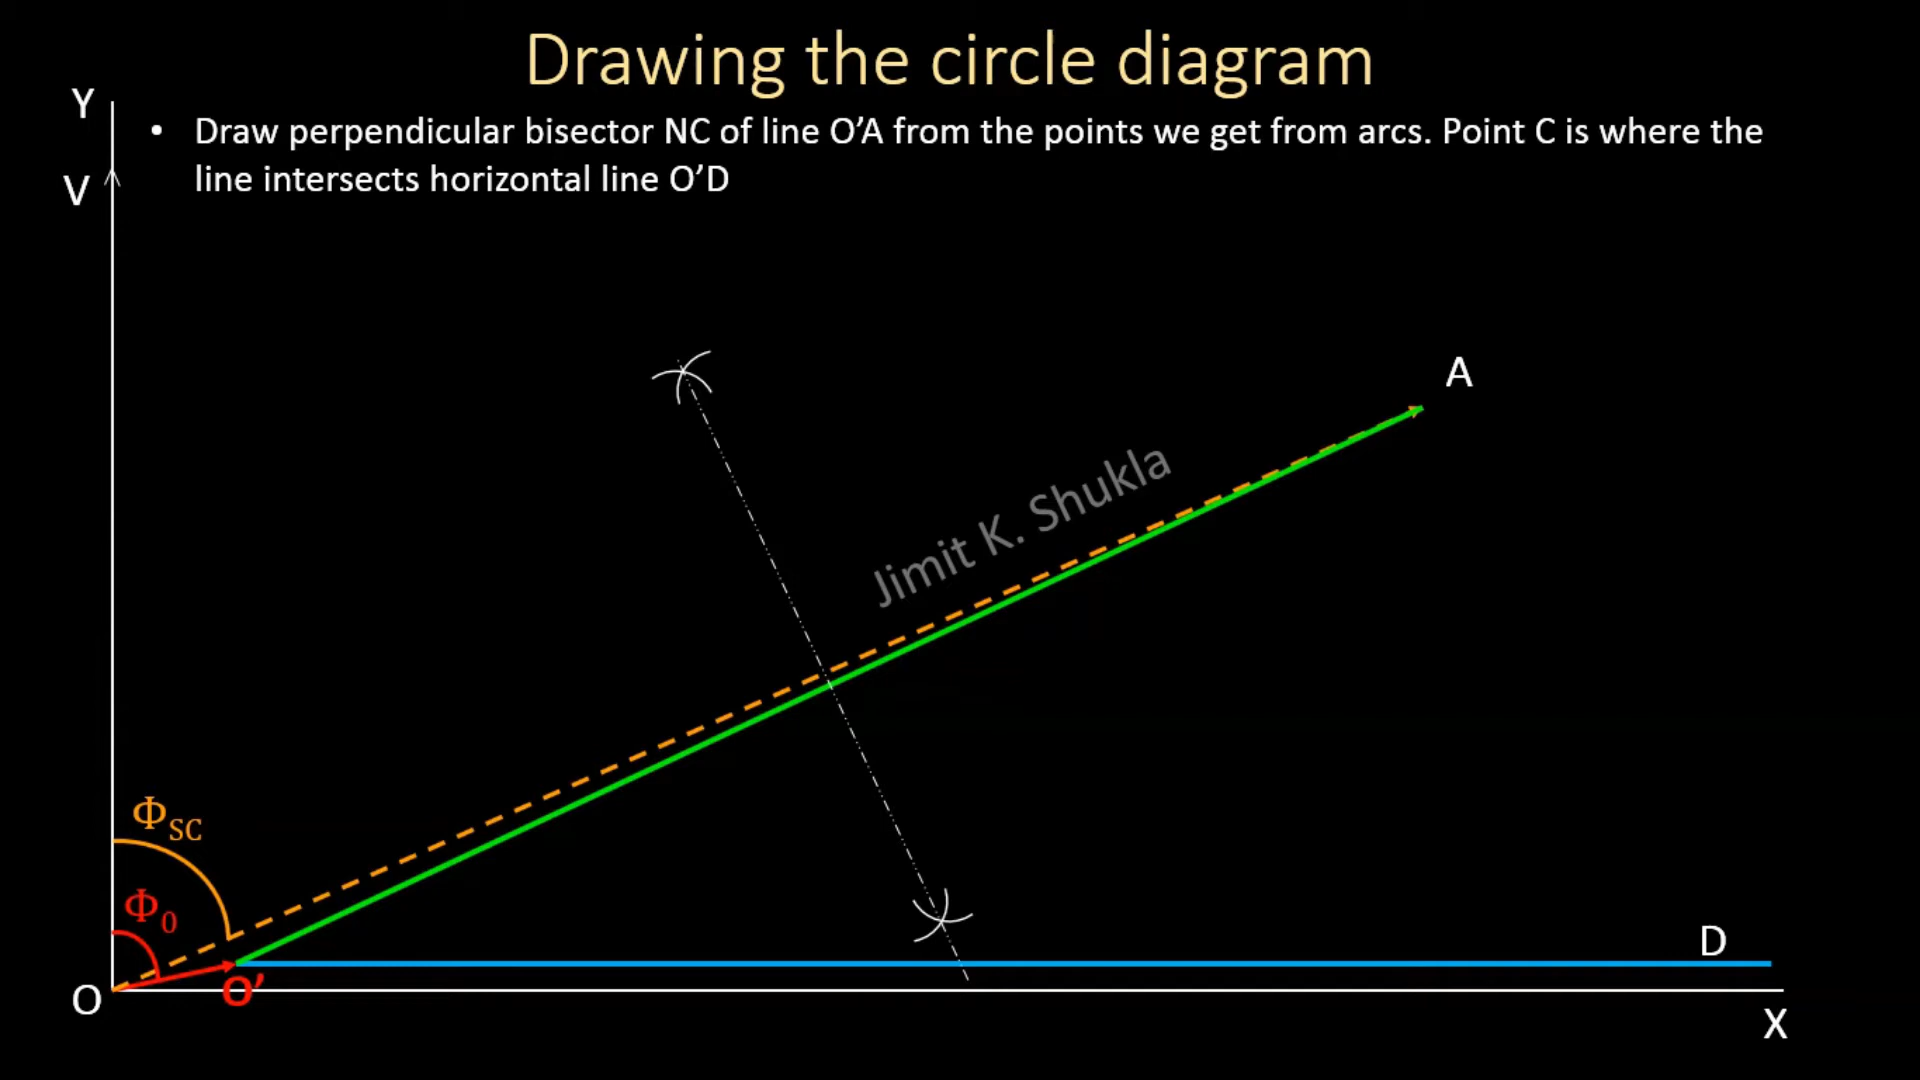 Drawing the circle diagram
Y
• Draw perpendicular bisector NC of line O’A from the points we get from arcs. Point C is where the
line intersects horizontal line O’D
V
A
Jimit K. Shukla
ΦSC
Φ0
D
O
O’
X